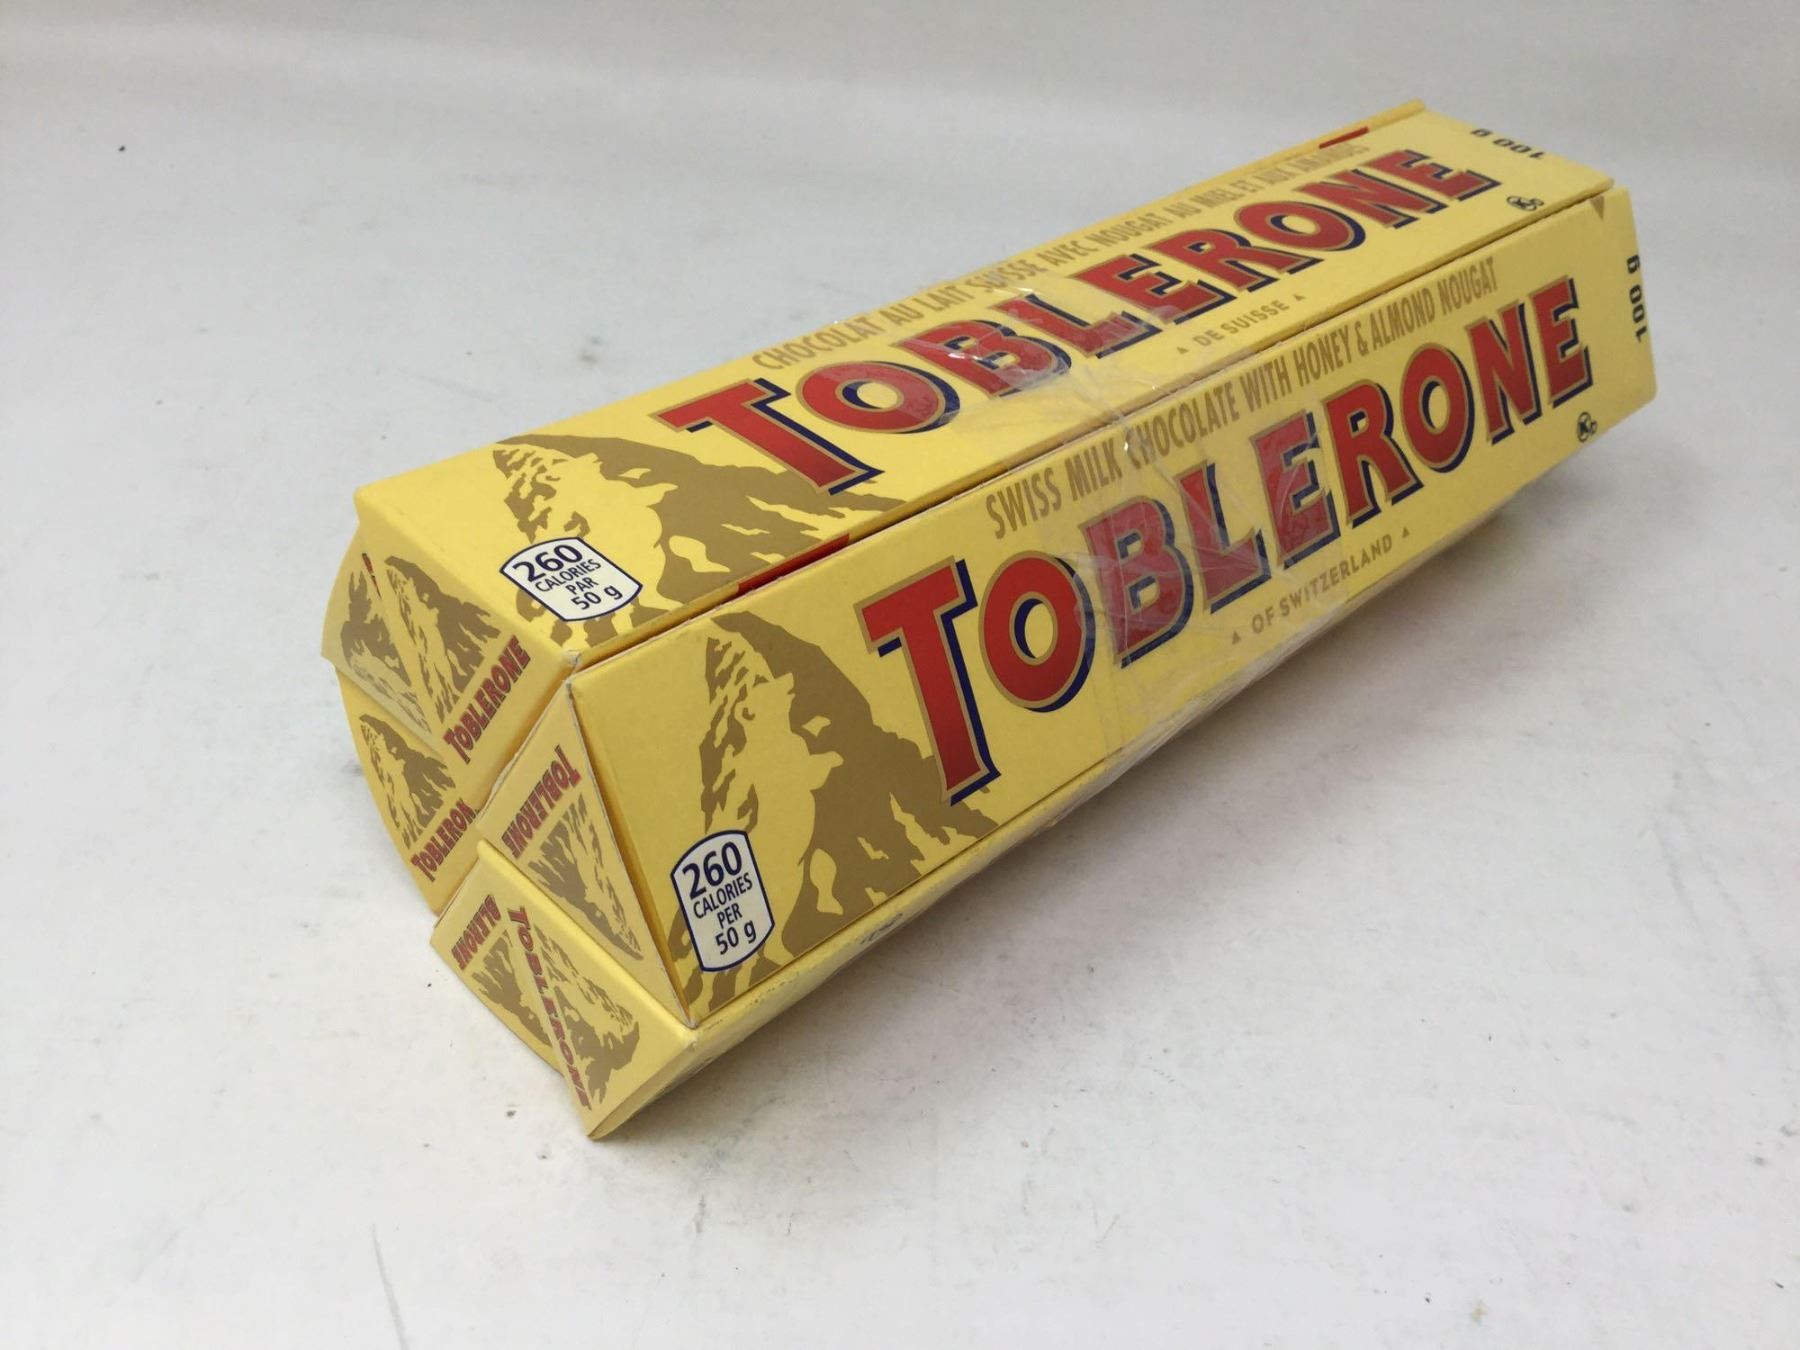 CHOCOLAT AU LAIT SUISSE AVEC NOUGAT AU MIEL ET AUX AMANDES
TOBLERONE
DE SUISSE
100 g
260
CALORIES
PAR
50 g
SWISS MILK CHOCOLATE WITH HONEY & ALMOND NOUGAT
TOBLERONE
OF SWITZERLAND
100 g
260
CALORIES
PER
50 g
TOBLERONE
TOBLERON
TOBLERONE
BLERONE
TOBLERONE